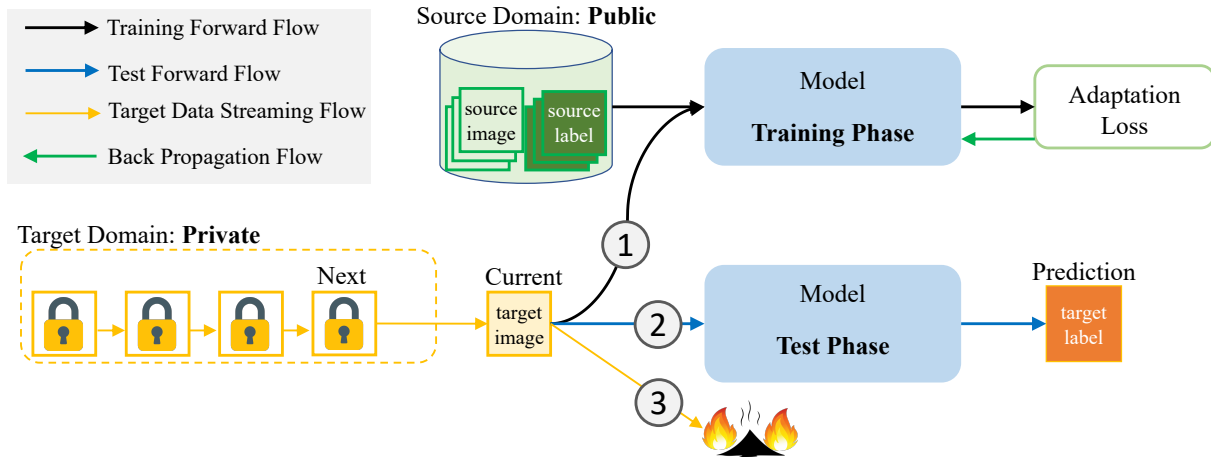 Training Forward Flow
Test Forward Flow
Target Data Streaming Flow
Back Propagation Flow
Source Domain: Public
source
image
source
label
Model
Training Phase
Adaptation
Loss
Target Domain: Private
Next
Current
target
image
1
2
3
Model
Test Phase
Prediction
target
label